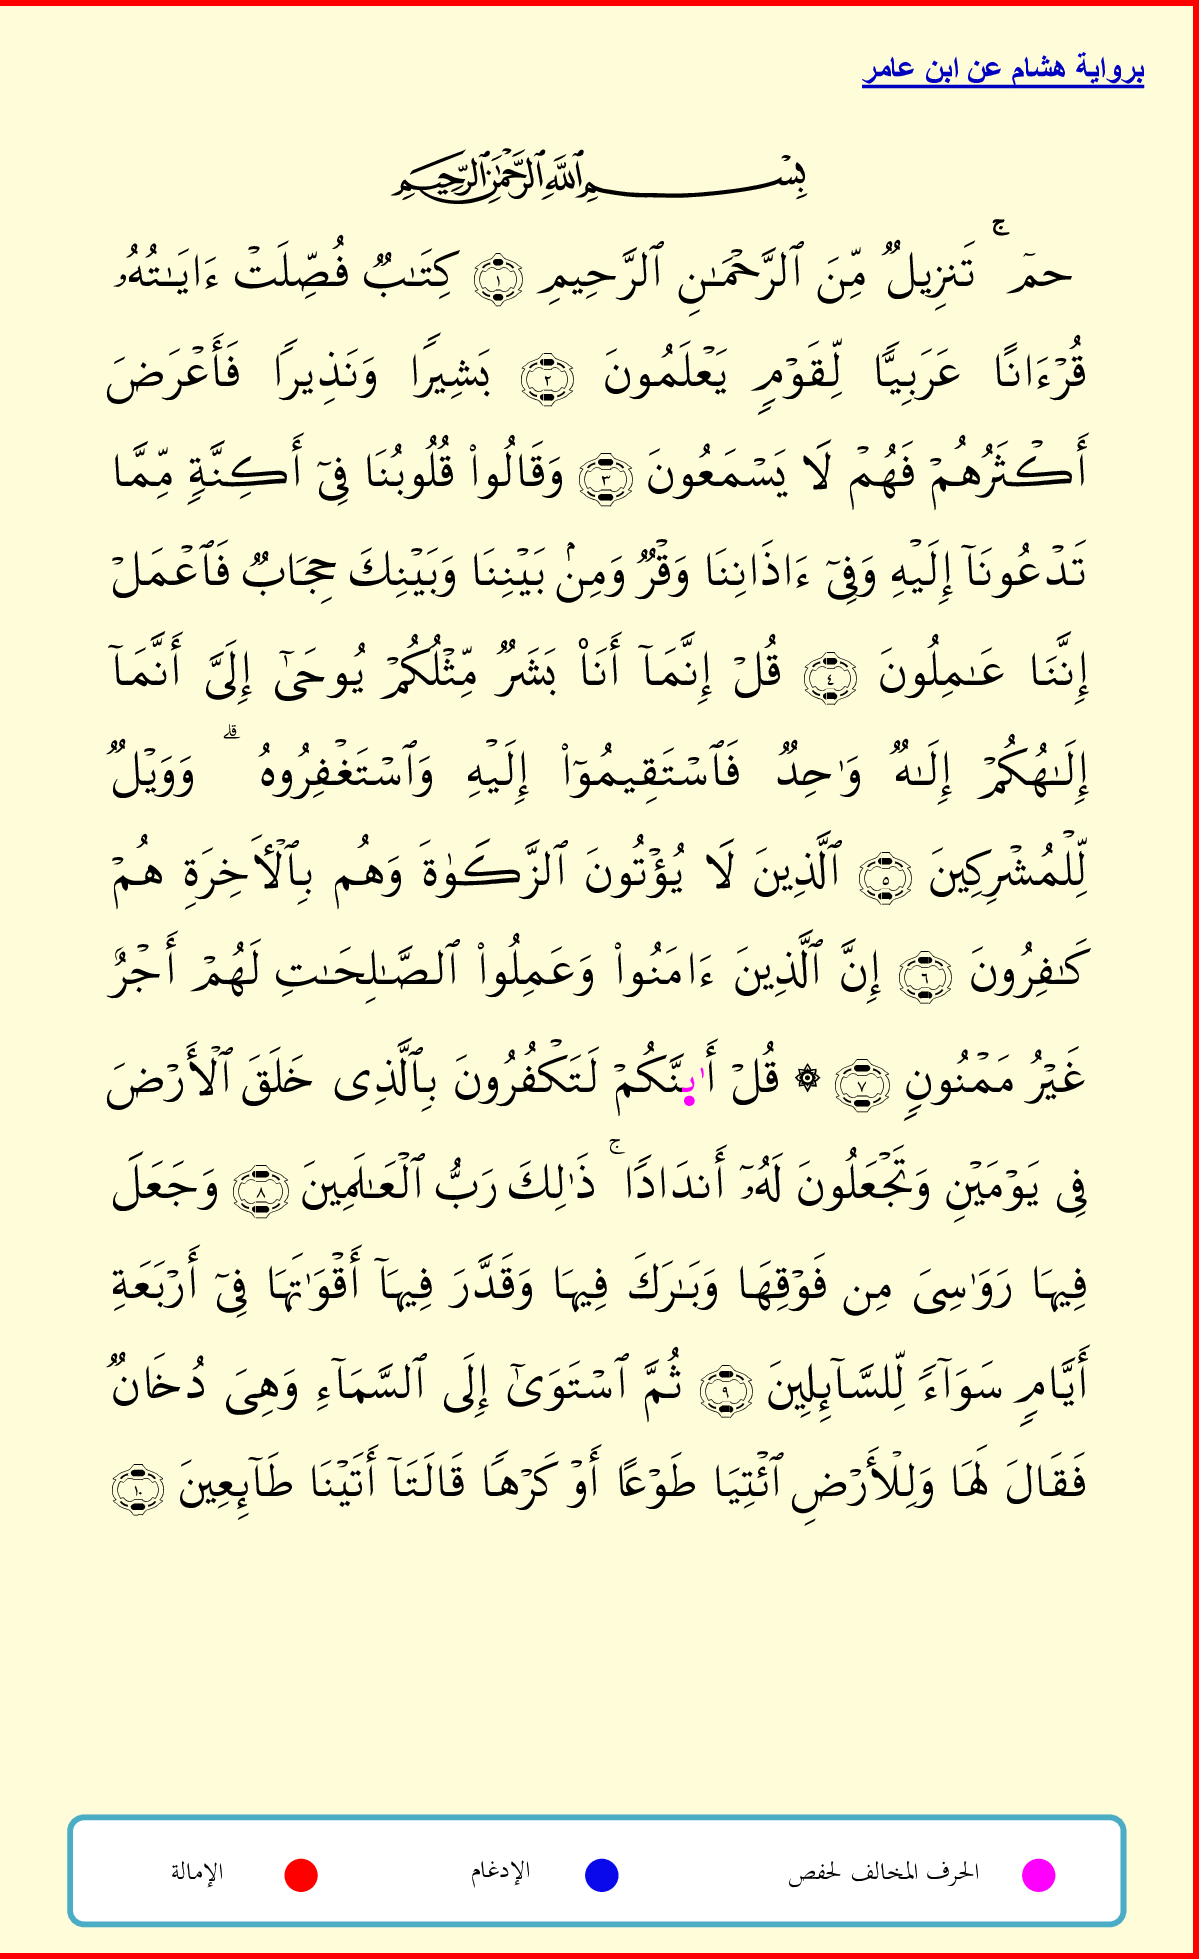 برواية هشام عن ابن عامر
بِسْمِ ٱللَّهِ ٱلرَّحْمَٰنِ ٱلرَّحِيمِ
حمٓ ۚ تَنزِيلٌ مِّنَ ٱلرَّحْمَـٰنِ ٱلرَّحِيمِ ١ كِتَـٰبٌ فُصِّلَتْ ءَايَـٰتُهُۥ
قُرْءَانًا عَرَبِيًّا لِّقَوْمٍ يَعْلَمُونَ ٢ بَشِيرًا وَنَذِيرًا فَأَعْرَضَ
أَكْثَرُهُمْ فَهُمْ لَا يَسْمَعُونَ ٣ وَقَالُوا۟ قُلُوبُنَا فِىٓ أَكِنَّةٍ مِّمَّا
تَدْعُونَآ إِلَيْهِ وَفِىٓ ءَاذَانِنَا وَقْرٌ وَمِنۢ بَيْنِنَا وَبَيْنِكَ حِجَابٌ فَٱعْمَلْ
إِنَّنَا عَـٰمِلُونَ ٤ قُلْ إِنَّمَآ أَنَا۠ بَشَرٌ مِّثْلُكُمْ يُوحَىٰٓ إِلَىَّ أَنَّمَآ
إِلَـٰهُكُمْ إِلَـٰهٌ وَٰحِدٌ فَٱسْتَقِيمُوٓا۟ إِلَيْهِ وَٱسْتَغْفِرُوهُ ۗ وَوَيْلٌ
لِّلْمُشْرِكِينَ ٥ ٱلَّذِينَ لَا يُؤْتُونَ ٱلزَّكَوٰةَ وَهُم بِٱلْأَخِرَةِ هُمْ
كَـٰفِرُونَ ٦ إِنَّ ٱلَّذِينَ ءَامَنُوا۟ وَعَمِلُوا۟ ٱلصَّـٰلِحَـٰتِ لَهُمْ أَجْرٌ
غَيْرُ مَمْنُونٍ ٧ ۞ قُلْ أَٰىِٕنَّكُمْ لَتَكْفُرُونَ بِٱلَّذِى خَلَقَ ٱلْأَرْضَ
فِى يَوْمَيْنِ وَتَجْعَلُونَ لَهُۥٓ أَندَادًا ۚ ذَٰلِكَ رَبُّ ٱلْعَـٰلَمِينَ ٨ وَجَعَلَ
فِيهَا رَوَٰسِىَ مِن فَوْقِهَا وَبَـٰرَكَ فِيهَا وَقَدَّرَ فِيهَآ أَقْوَٰتَهَا فِىٓ أَرْبَعَةِ
أَيَّامٍ سَوَآءً لِّلسَّآئِلِينَ ٩ ثُمَّ ٱسْتَوَىٰٓ إِلَى ٱلسَّمَآءِ وَهِىَ دُخَانٌ
فَقَالَ لَهَا وَلِلْأَرْضِ ٱئْتِيَا طَوْعًا أَوْ كَرْهًا قَالَتَآ أَتَيْنَا طَآئِعِينَ ١٠
الحرف المخالف لحفص الإدغام الإمالة